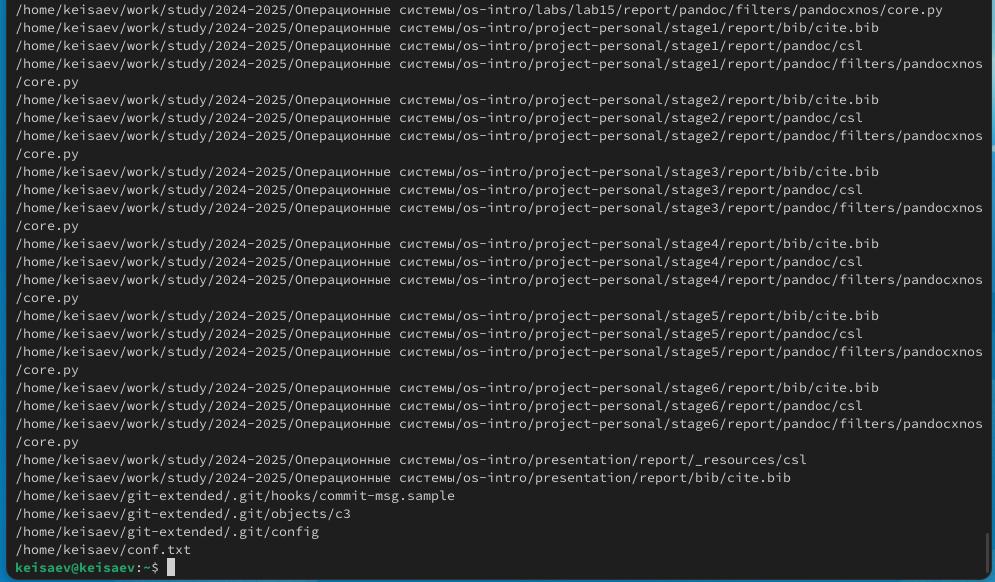 /home/keisaev/work/study/2024-2025/Операционные системы/os-intro/labs/lab15/report/pandoc/filters/pandocxnos/core.py
/home/keisaev/work/study/2024-2025/Операционные системы/os-intro/project-personal/stage1/report/bib/cite.bib
/home/keisaev/work/study/2024-2025/Операционные системы/os-intro/project-personal/stage1/report/pandoc/csl
/home/keisaev/work/study/2024-2025/Операционные системы/os-intro/project-personal/stage1/report/pandoc/filters/pandocxnos
/core.py
/home/keisaev/work/study/2024-2025/Операционные системы/os-intro/project-personal/stage2/report/bib/cite.bib
/home/keisaev/work/study/2024-2025/Операционные системы/os-intro/project-personal/stage2/report/pandoc/csl
/home/keisaev/work/study/2024-2025/Операционные системы/os-intro/project-personal/stage2/report/pandoc/filters/pandocxnos
/core.py
/home/keisaev/work/study/2024-2025/Операционные системы/os-intro/project-personal/stage3/report/bib/cite.bib
/home/keisaev/work/study/2024-2025/Операционные системы/os-intro/project-personal/stage3/report/pandoc/csl
/home/keisaev/work/study/2024-2025/Операционные системы/os-intro/project-personal/stage3/report/pandoc/filters/pandocxnos
/core.py
/home/keisaev/work/study/2024-2025/Операционные системы/os-intro/project-personal/stage4/report/bib/cite.bib
/home/keisaev/work/study/2024-2025/Операционные системы/os-intro/project-personal/stage4/report/pandoc/csl
/home/keisaev/work/study/2024-2025/Операционные системы/os-intro/project-personal/stage4/report/pandoc/filters/pandocxnos
/core.py
/home/keisaev/work/study/2024-2025/Операционные системы/os-intro/project-personal/stage5/report/bib/cite.bib
/home/keisaev/work/study/2024-2025/Операционные системы/os-intro/project-personal/stage5/report/pandoc/csl
/home/keisaev/work/study/2024-2025/Операционные системы/os-intro/project-personal/stage5/report/pandoc/filters/pandocxnos
/core.py
/home/keisaev/work/study/2024-2025/Операционные системы/os-intro/project-personal/stage6/report/bib/cite.bib
/home/keisaev/work/study/2024-2025/Операционные системы/os-intro/project-personal/stage6/report/pandoc/csl
/home/keisaev/work/study/2024-2025/Операционные системы/os-intro/project-personal/stage6/report/pandoc/filters/pandocxnos
/core.py
/home/keisaev/work/study/2024-2025/Операционные системы/os-intro/presentation/report/_resources/csl
/home/keisaev/work/study/2024-2025/Операционные системы/os-intro/presentation/report/bib/cite.bib
/home/keisaev/git-extended/.git/hooks/commit-msg.sample
/home/keisaev/git-extended/.git/objects/c3
/home/keisaev/git-extended/.git/config
/home/keisaev/conf.txt
keisaev@keisaev:~$